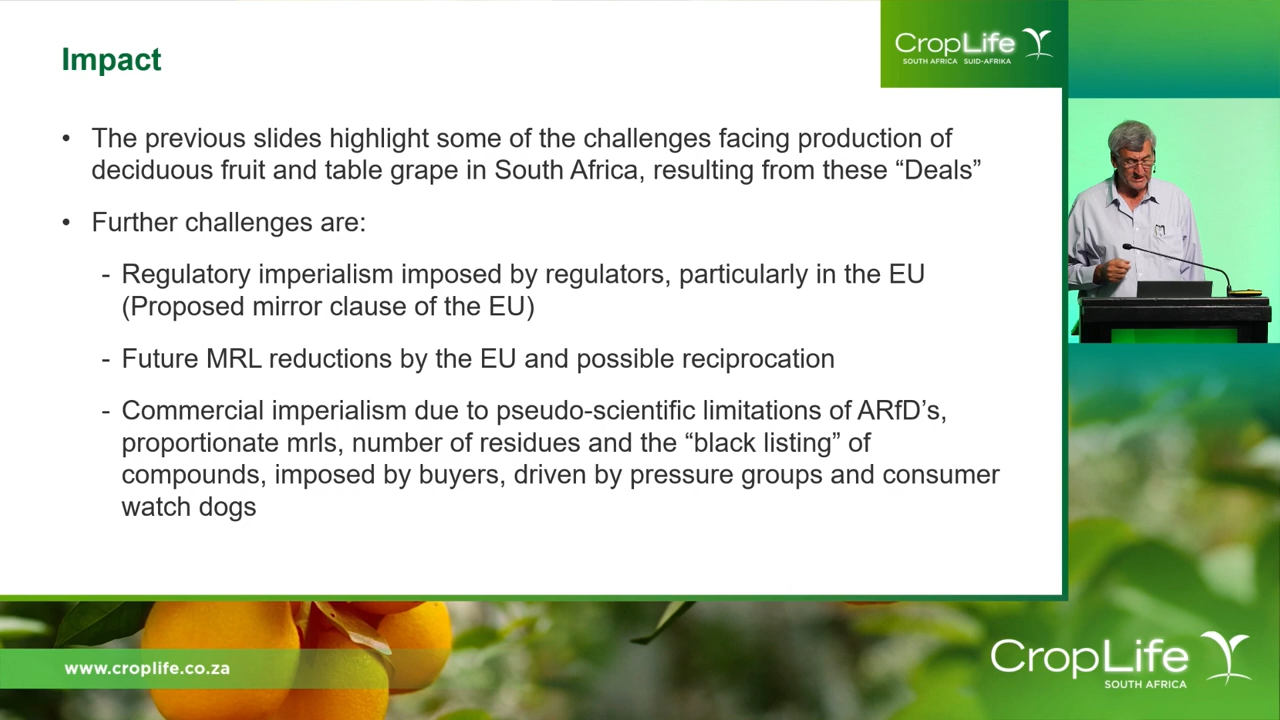 Impact
CropLife
SOUTH AFRICA SUID-AFRIKA
• The previous slides highlight some of the challenges facing production of
deciduous fruit and table grape in South Africa, resulting from these “Deals”
• Further challenges are:
- Regulatory imperialism imposed by regulators, particularly in the EU
(Proposed mirror clause of the EU)
- Future MRL reductions by the EU and possible reciprocation
- Commercial imperialism due to pseudo-scientific limitations of ARfD’s,
proportionate mrls, number of residues and the “black listing” of
compounds, imposed by buyers, driven by pressure groups and consumer
watch dogs
www.croplife.co.za
CropLife
SOUTH AFRICA